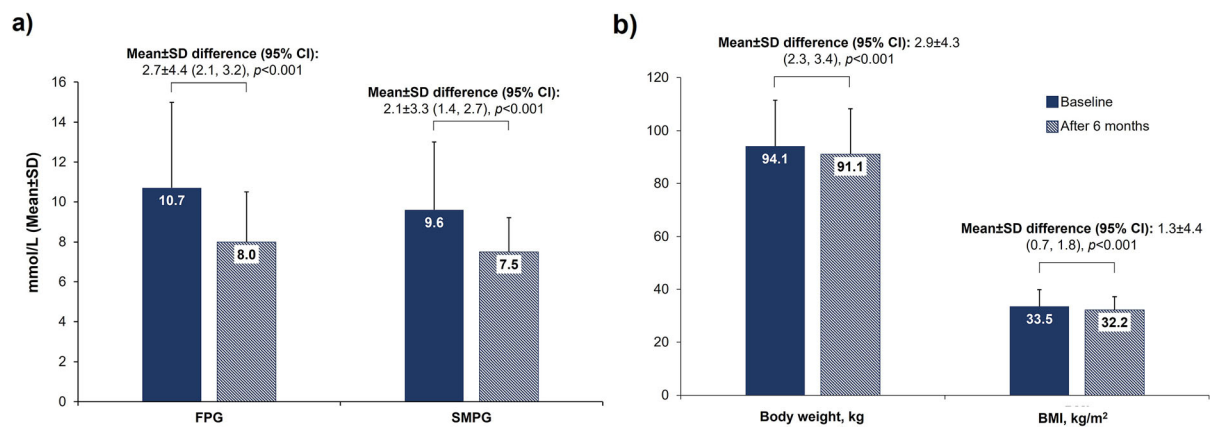 a)
Mean±SD difference (95% CI):
2.7±4.4 (2.1, 3.2), p<0.001
Mean±SD difference (95% CI):
2.1±3.3 (1.4, 2.7), p<0.001
mmol/L (Mean±SD)
16
14
12
10
8
6
4
2
0
10.7
8.0
9.6
7.5
FPG
SMPG
b)
Mean±SD difference (95% CI): 2.9±4.3
(2.3, 3.4), p<0.001
Baseline
After 6 months
Mean±SD difference (95% CI): 1.3±4.4
(0.7, 1.8), p<0.001
120
100
80
60
40
20
0
94.1
91.1
33.5
32.2
Body weight, kg
BMI, kg/m²